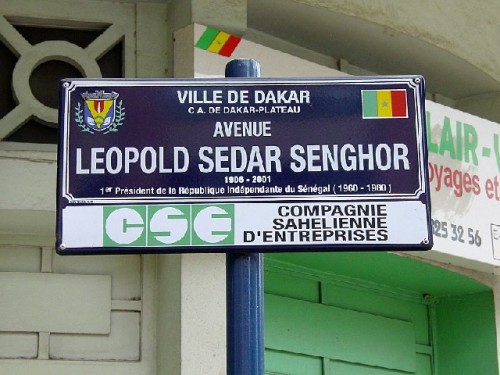 VILLE DE DAKAR
C.A. DE DAKAR-PLATEAU
AVENUE
LEOPOLD SEDAR SENGHOR
1906 - 2001
1er Président de la République Indépendante du Sénégal (1960 - 1980)
CSE
COMPAGNIE
SAHELIENNE
D'ENTREPRISES
LAIR -
oyages et
25 32 56